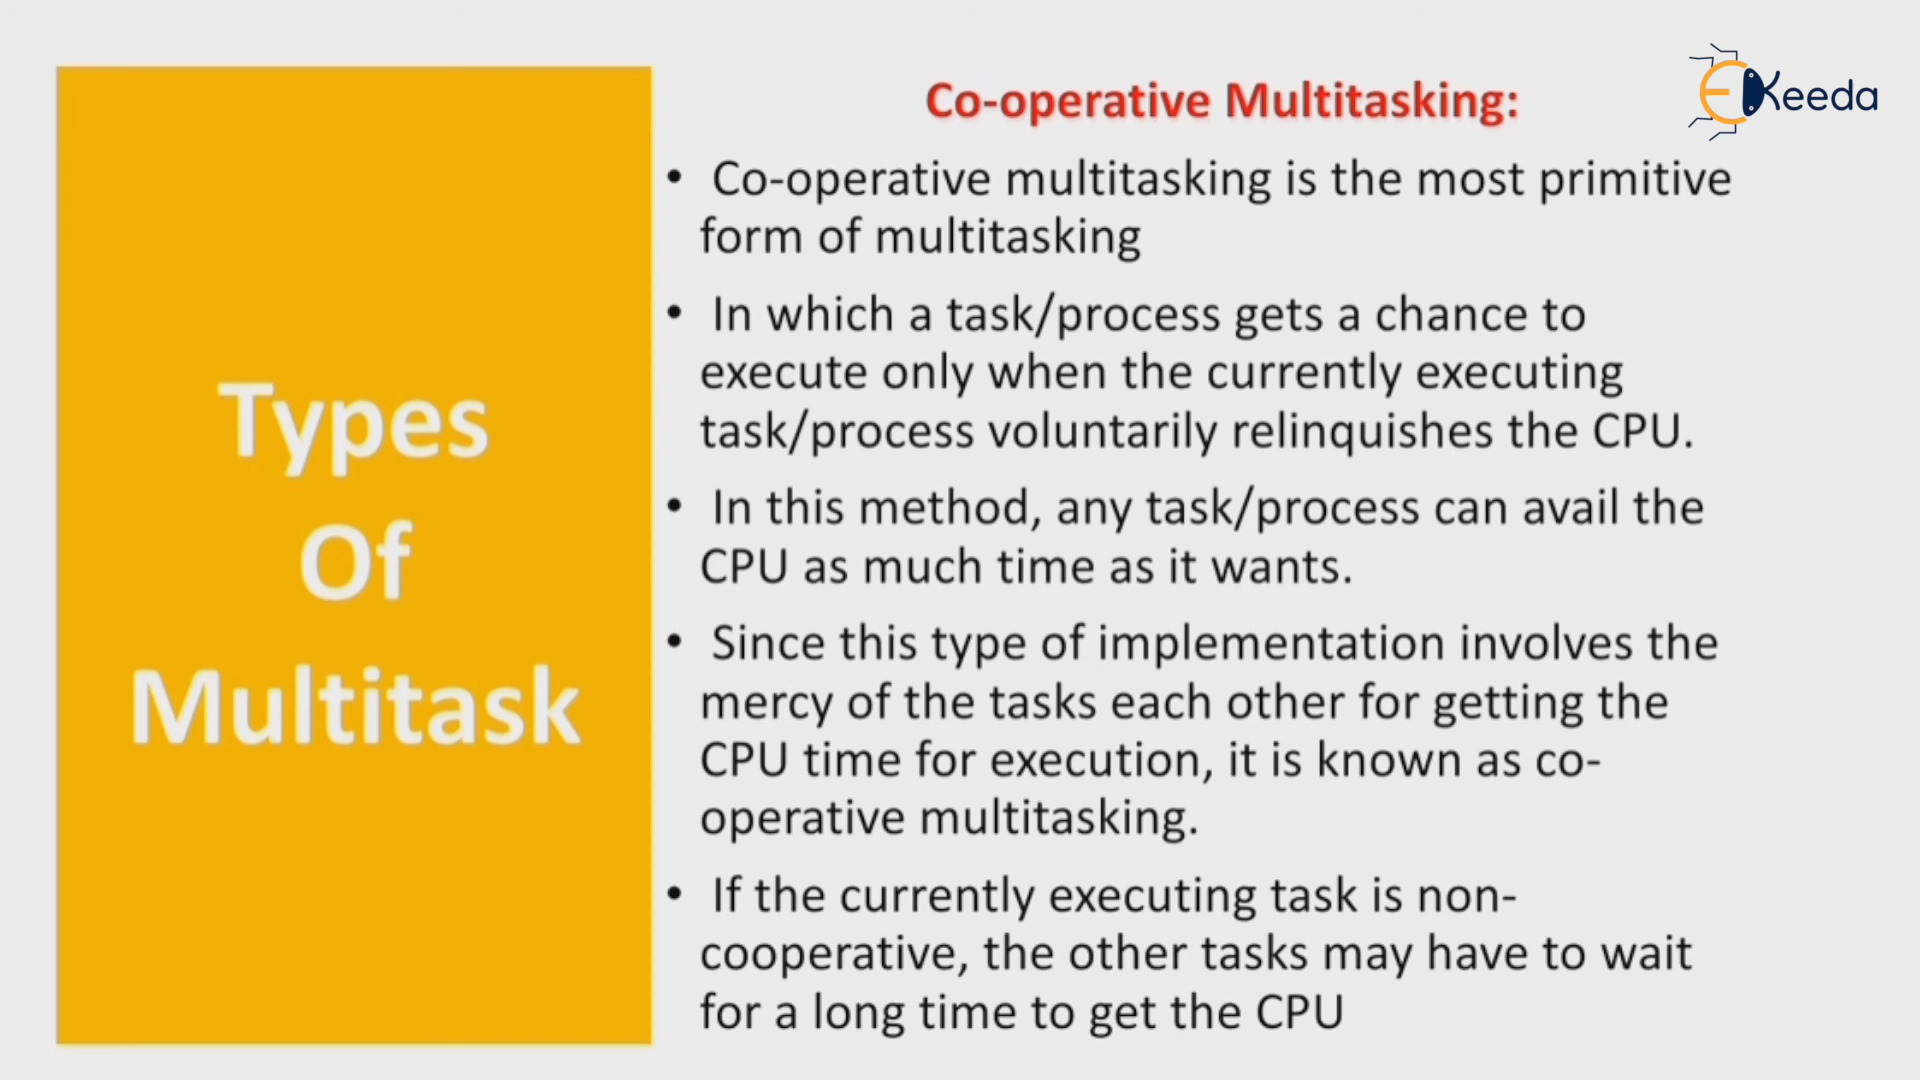 Types
Of
Multitask
Co-operative Multitasking:
EKeeda
• Co-operative multitasking is the most primitive
form of multitasking
• In which a task/process gets a chance to
execute only when the currently executing
task/process voluntarily relinquishes the CPU.
• In this method, any task/process can avail the
CPU as much time as it wants.
• Since this type of implementation involves the
mercy of the tasks each other for getting the
CPU time for execution, it is known as co-
operative multitasking.
• If the currently executing task is non-
cooperative, the other tasks may have to wait
for a long time to get the CPU